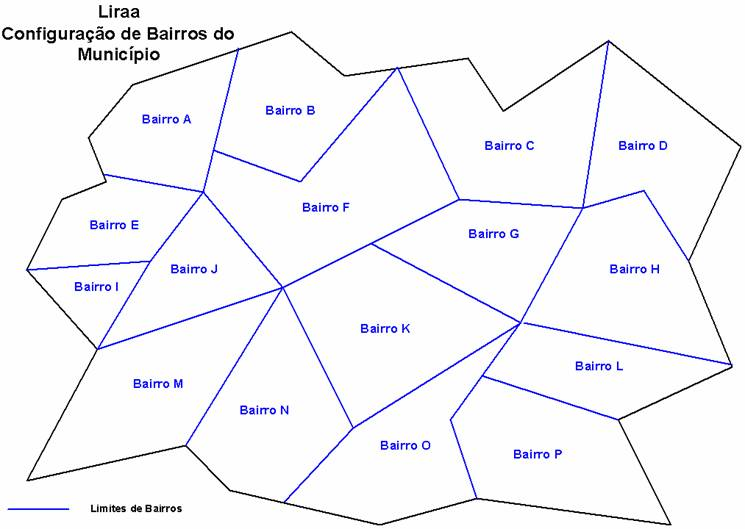 Liraa
Configuração de Bairros do
Município
Bairro A
Bairro B
Bairro C
Bairro D
Bairro E
Bairro F
Bairro G
Bairro H
Bairro I
Bairro J
Bairro K
Bairro L
Bairro M
Bairro N
Bairro O
Bairro P
Limites de Bairros